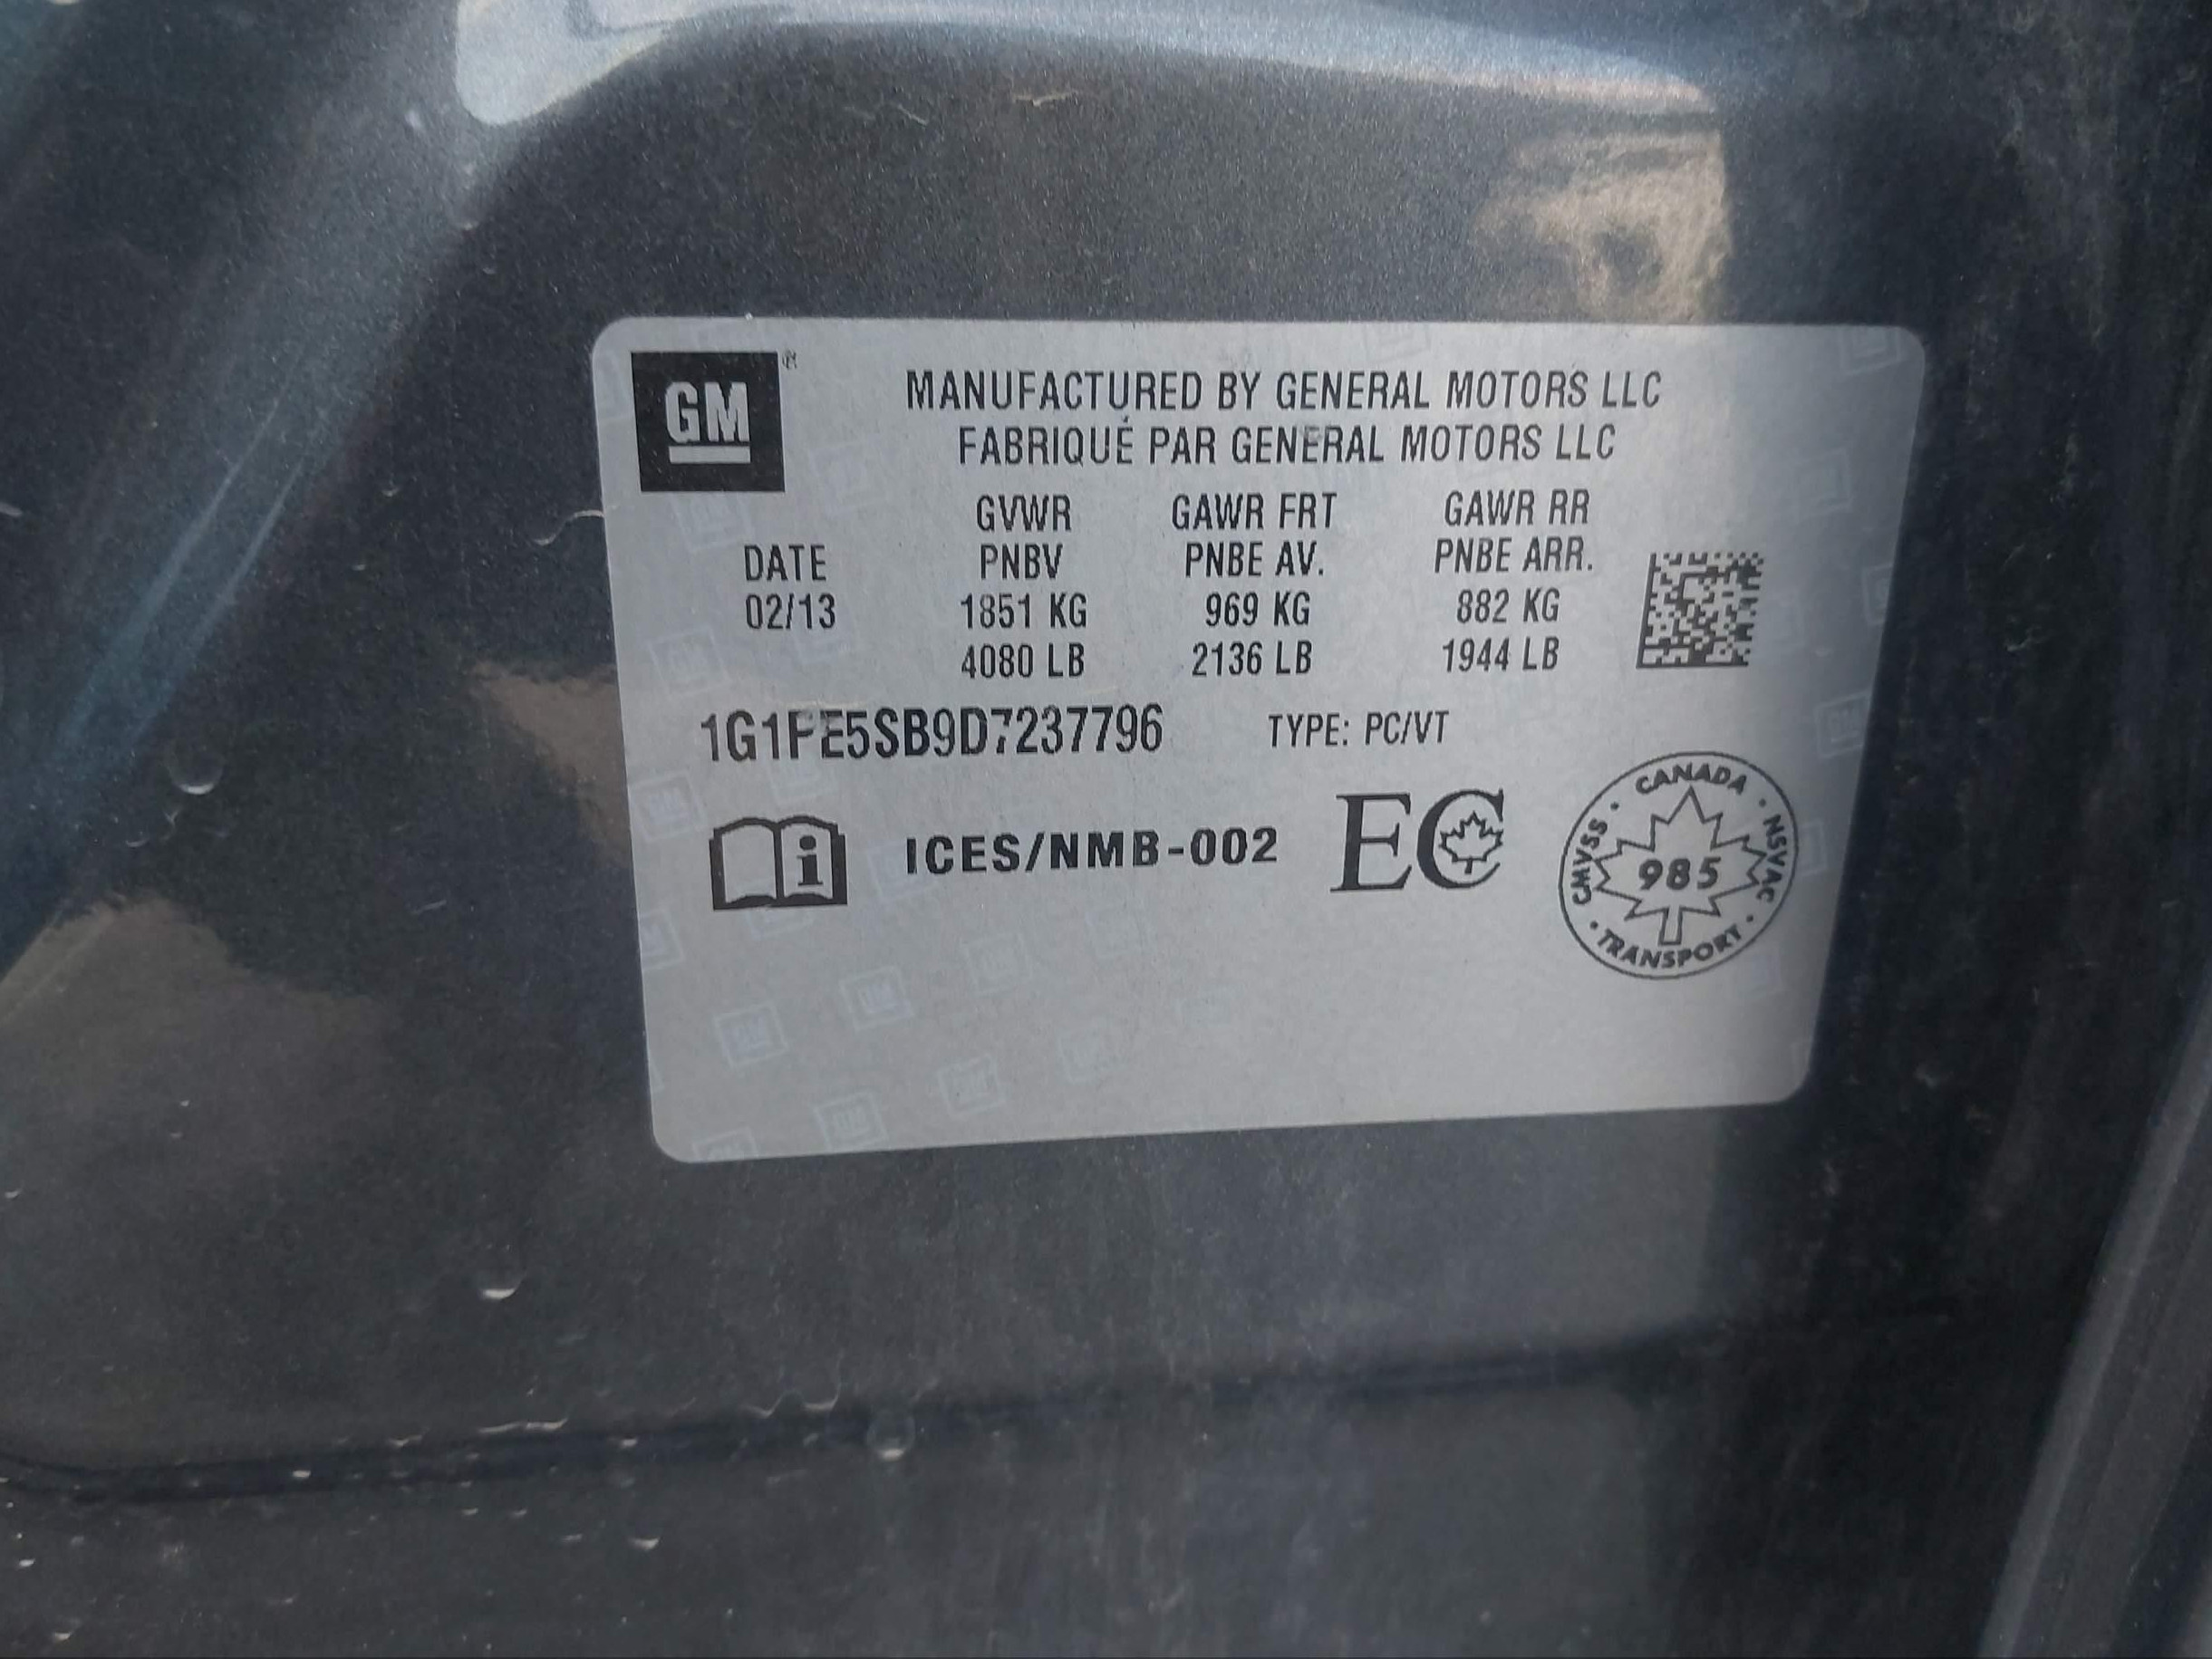 GM ®
MANUFACTURED BY GENERAL MOTORS LLC
FABRIQUÉ PAR GENERAL MOTORS LLC
GVWR GAWR FRT GAWR RR
DATE PNBV PNBE AV. PNBE ARR.
02/13 1851 KG 969 KG 882 KG
4080 LB 2136 LB 1944 LB
1G1PE5SB9D7237796 TYPE: PC/VT
i ICES/NMB-002 EC
CANADA · NSVAC · TRANSPORT · CMVSS ·
985